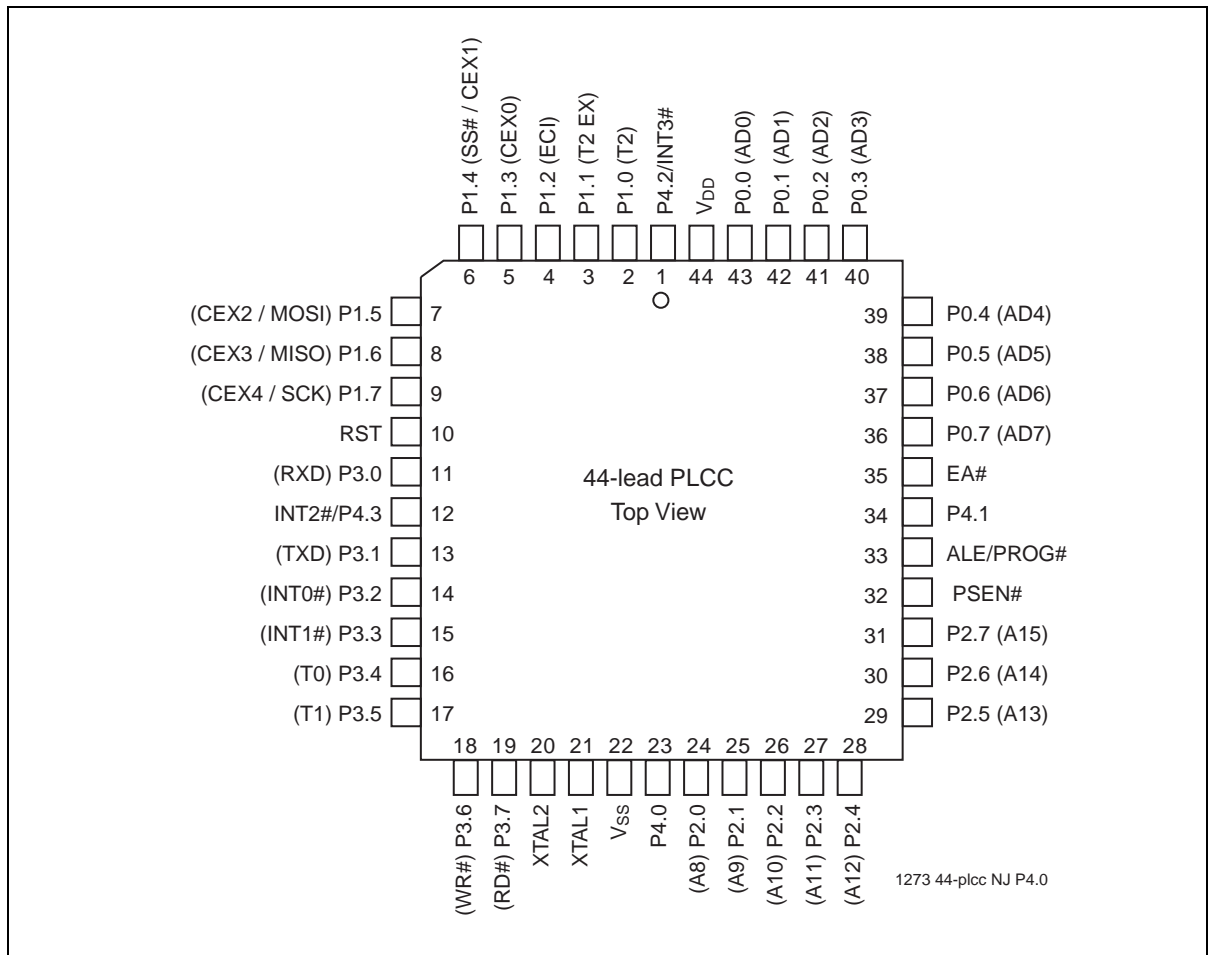 P1.4 (SS# / CEX1)
P1.3 (CEX0)
P1.2 (ECI)
P1.1 (T2 EX)
P1.0 (T2)
P4.2/INT3#
VDD
P0.0 (AD0)
P0.1 (AD1)
P0.2 (AD2)
P0.3 (AD3)
6 5 4 3 2 1 44 43 42 41 40
(CEX2 / MOSI) P1.5 7
(CEX3 / MISO) P1.6 8
(CEX4 / SCK) P1.7 9
RST 10
(RXD) P3.0 11
INT2#/P4.3 12
(TXD) P3.1 13
(INT0#) P3.2 14
(INT1#) P3.3 15
(T0) P3.4 16
(T1) P3.5 17
44-lead PLCC
Top View
39 P0.4 (AD4)
38 P0.5 (AD5)
37 P0.6 (AD6)
36 P0.7 (AD7)
35 EA#
34 P4.1
33 ALE/PROG#
32 PSEN#
31 P2.7 (A15)
30 P2.6 (A14)
29 P2.5 (A13)
18 19 20 21 22 23 24 25 26 27 28
(WR#) P3.6
(RD#) P3.7
XTAL2
XTAL1
VSS
P4.0
(A8) P2.0
(A9) P2.1
(A10) P2.2
(A11) P2.3
(A12) P2.4
1273 44-plcc NJ P4.0